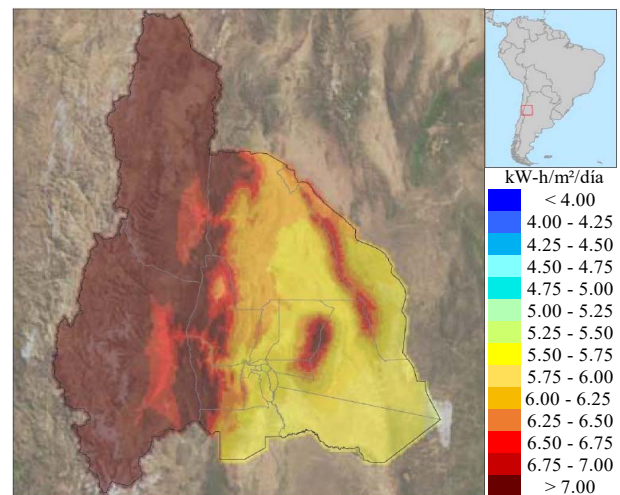 kW-h/m²/día
< 4.00
4.00 - 4.25
4.25 - 4.50
4.50 - 4.75
4.75 - 5.00
5.00 - 5.25
5.25 - 5.50
5.50 - 5.75
5.75 - 6.00
6.00 - 6.25
6.25 - 6.50
6.50 - 6.75
6.75 - 7.00
> 7.00